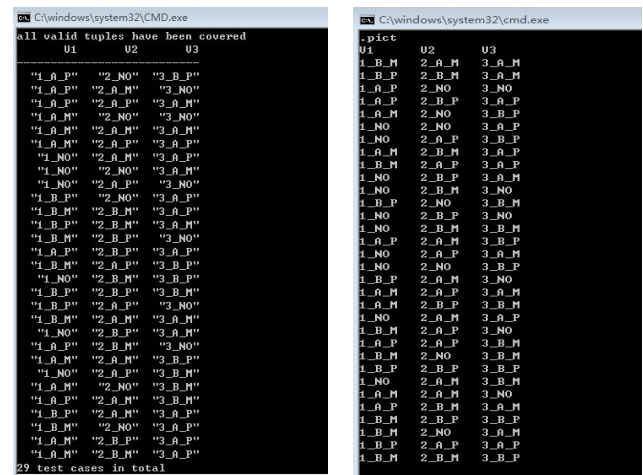 C:\windows\system32\CMD.exe
all valid tuples have been covered
V1 V2 V3
-----------------------------
"1_A_P" "2_NO" "3_B_P"
"1_A_P" "2_A_M" "3_NO"
"1_A_P" "2_A_P" "3_A_M"
"1_A_M" "2_NO" "3_NO"
"1_A_M" "2_A_M" "3_A_M"
"1_A_M" "2_A_P" "3_A_P"
"1_NO" "2_A_M" "3_A_P"
"1_NO" "2_NO" "3_A_M"
"1_NO" "2_A_P" "3_NO"
"1_B_P" "2_NO" "3_A_P"
"1_B_M" "2_B_M" "3_A_P"
"1_B_P" "2_B_M" "3_A_M"
"1_B_M" "2_B_P" "3_NO"
"1_A_P" "2_B_P" "3_A_P"
"1_B_M" "2_A_P" "3_B_P"
"1_NO" "2_B_M" "3_B_P"
"1_B_P" "2_B_P" "3_B_M"
"1_B_P" "2_A_P" "3_NO"
"1_B_M" "2_A_M" "3_A_M"
"1_NO" "2_B_P" "3_A_M"
"1_A_P" "2_B_M" "3_NO"
"1_A_M" "2_A_M" "3_B_P"
"1_NO" "2_A_P" "3_B_M"
"1_A_M" "2_NO" "3_B_M"
"1_A_P" "2_A_M" "3_B_M"
"1_B_P" "2_A_M" "3_A_P"
"1_B_M" "2_NO" "3_B_M"
"1_A_M" "2_B_P" "3_B_P"
"1_A_M" "2_B_M" "3_A_P"
29 test cases in total
C:\windows\system32\cmd.exe
.pict
V1 V2 V3
1_B_M 2_A_M 3_A_M
1_B_P 2_B_M 3_A_M
1_A_P 2_NO 3_NO
1_A_P 2_B_P 3_A_P
1_A_M 2_NO 3_B_P
1_NO 2_NO 3_A_P
1_NO 2_A_P 3_B_P
1_A_M 2_B_M 3_A_P
1_B_M 2_A_P 3_A_P
1_NO 2_B_P 3_A_M
1_NO 2_B_M 3_NO
1_B_P 2_NO 3_B_M
1_NO 2_B_P 3_NO
1_NO 2_B_M 3_B_M
1_A_P 2_A_M 3_B_P
1_NO 2_A_P 3_A_M
1_NO 2_NO 3_B_P
1_B_P 2_A_M 3_NO
1_A_M 2_A_P 3_A_M
1_A_M 2_B_P 3_B_M
1_NO 2_A_M 3_A_P
1_B_M 2_A_P 3_NO
1_A_P 2_A_P 3_B_M
1_B_M 2_NO 3_B_P
1_B_P 2_B_P 3_B_P
1_NO 2_A_M 3_B_M
1_A_M 2_A_M 3_NO
1_A_P 2_B_M 3_A_M
1_B_M 2_B_P 3_B_M
1_B_M 2_NO 3_A_M
1_B_P 2_A_P 3_A_P
1_B_M 2_B_M 3_B_P